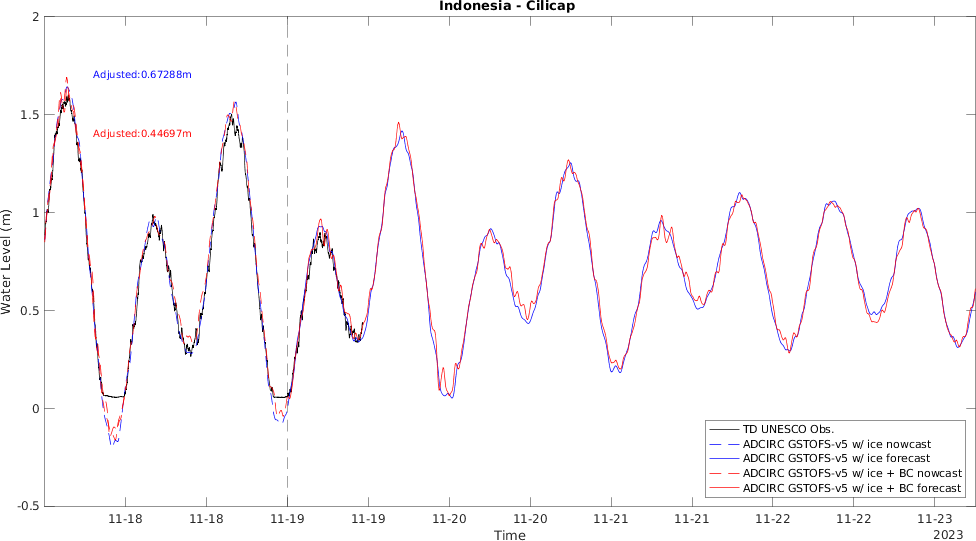 Indonesia - Cilicap
2
1.5
1
0.5
0
-0.5
Water Level (m)
Adjusted:0.67288m
Adjusted:0.44697m
TD UNESCO Obs.
ADCIRC GSTOFS-v5 w/ ice nowcast
ADCIRC GSTOFS-v5 w/ ice forecast
ADCIRC GSTOFS-v5 w/ ice + BC nowcast
ADCIRC GSTOFS-v5 w/ ice + BC forecast
11-18 11-18 11-19 11-19 11-20 11-20 11-21 11-21 11-22 11-22 11-23
Time
2023